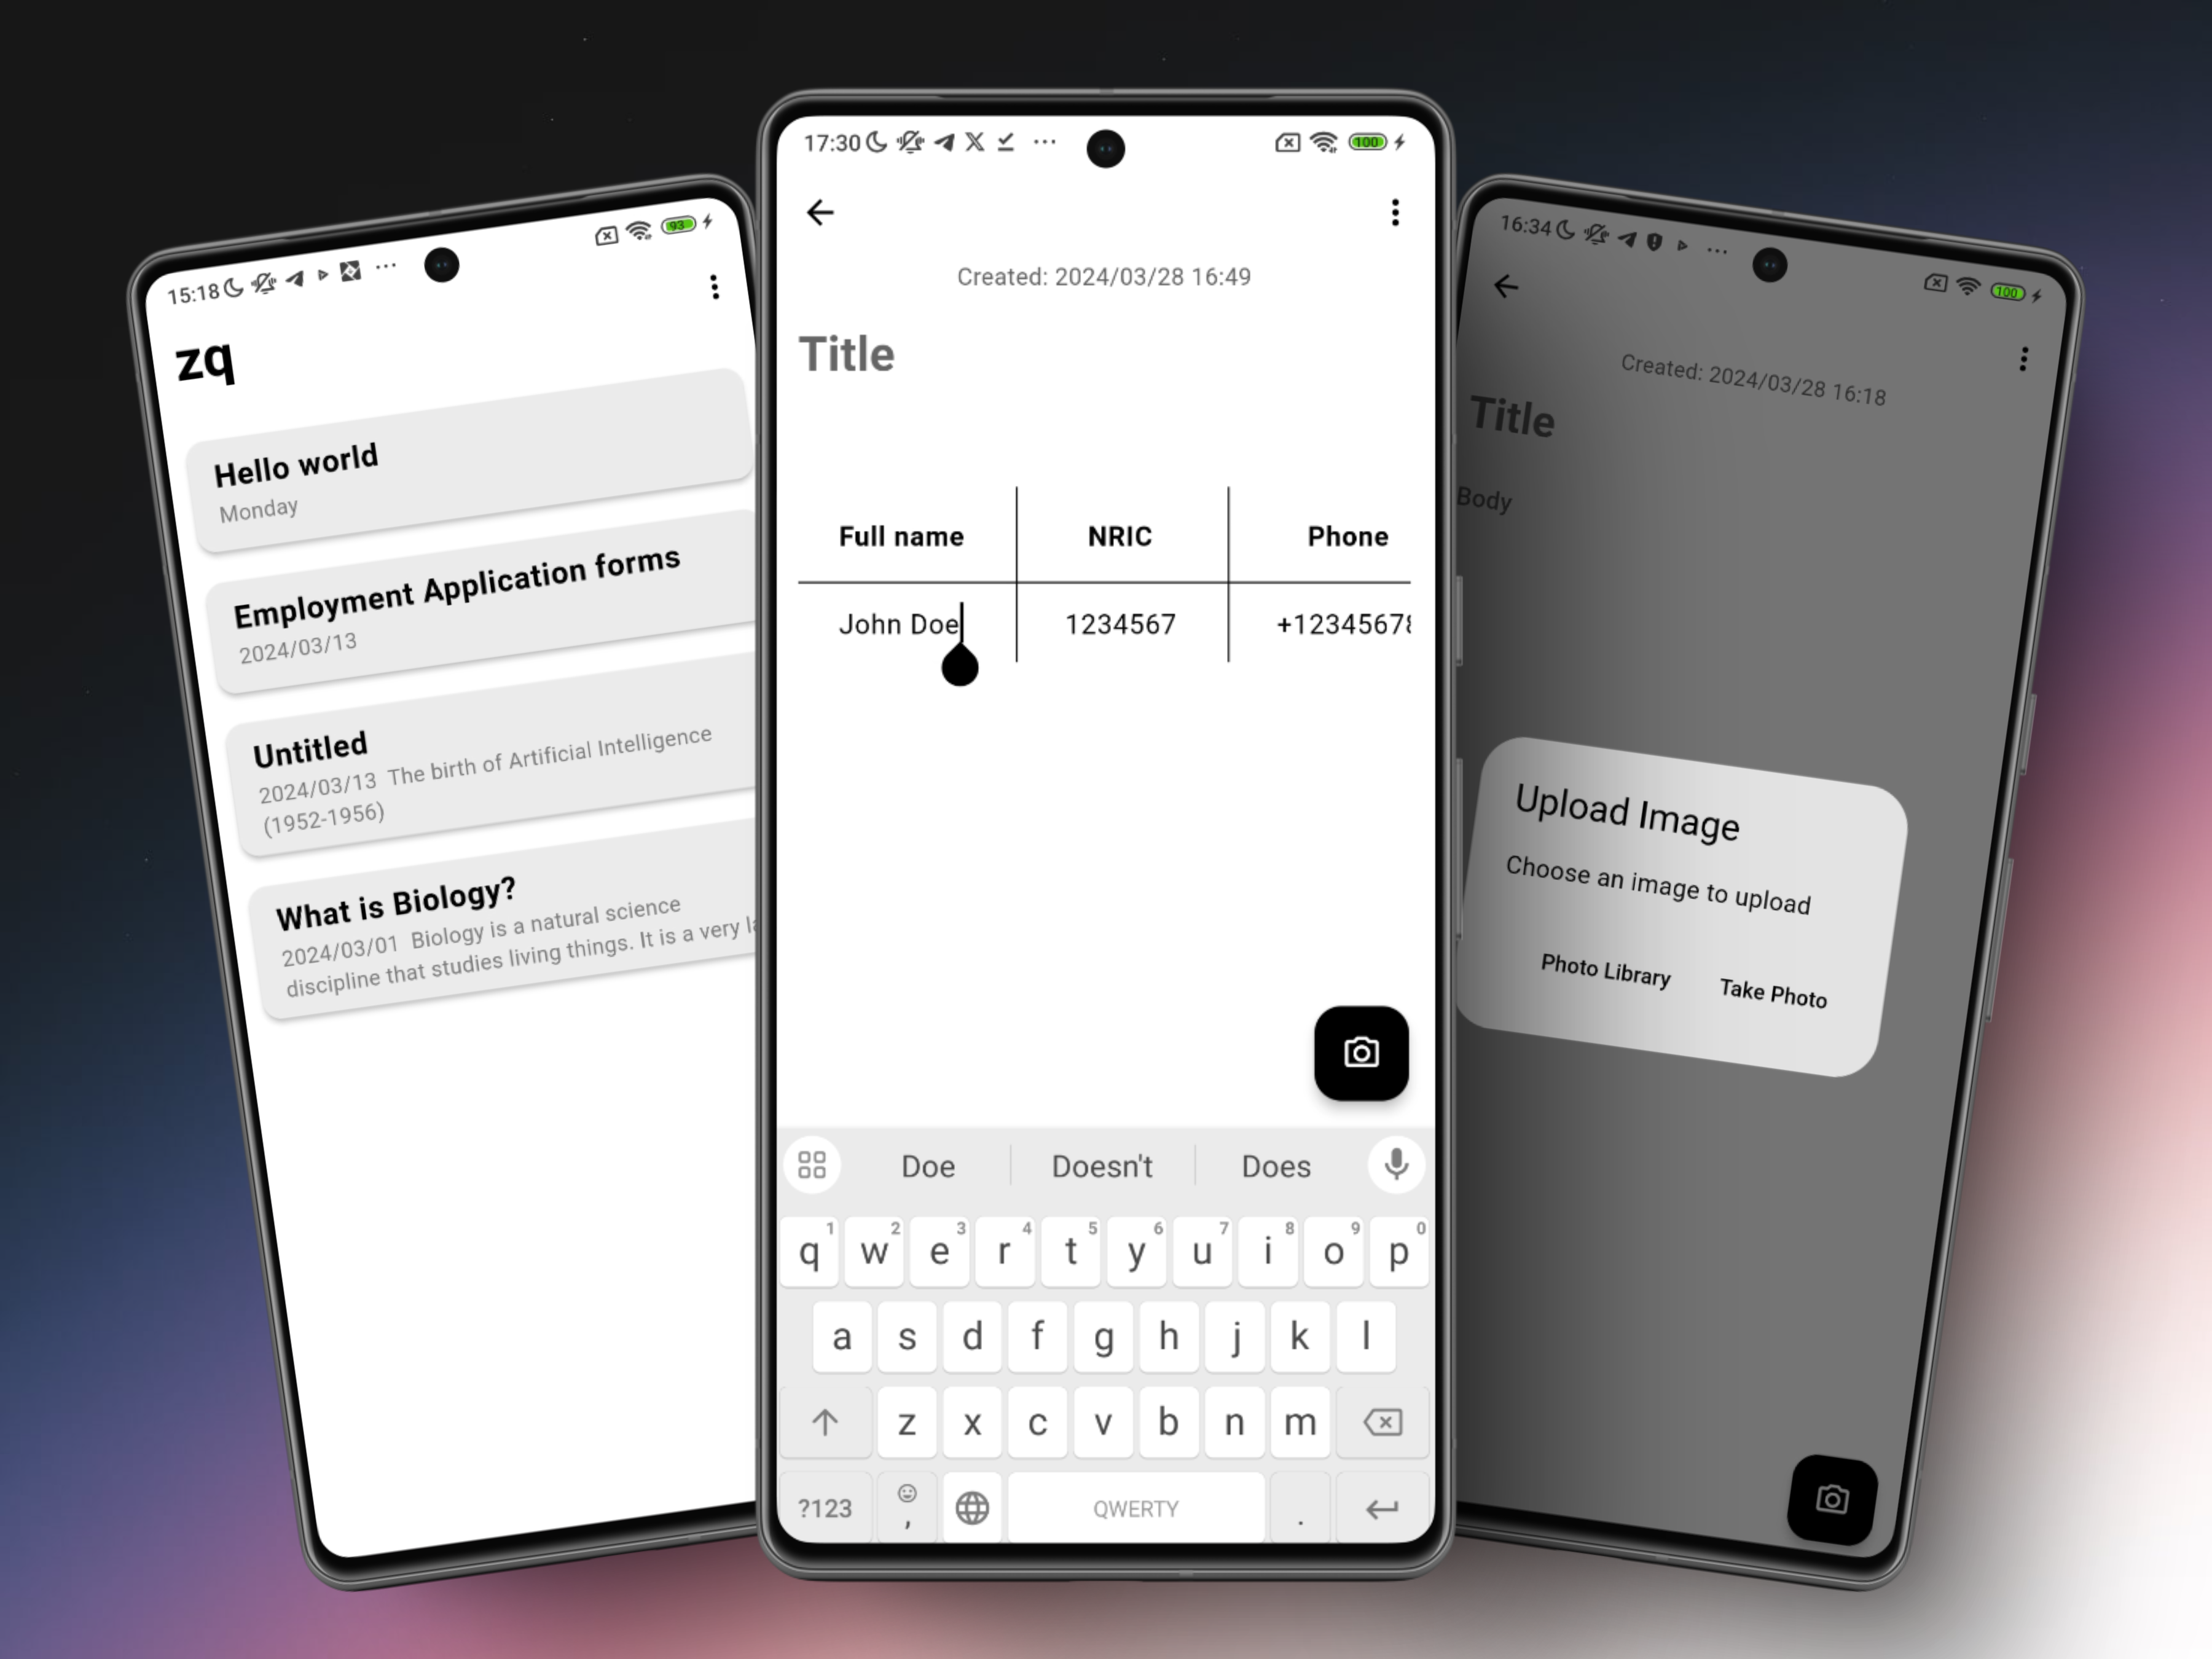 15:18
93
zq
Hello world
Monday
Employment Application forms
2024/03/13
Untitled
2024/03/13 The birth of Artificial Intelligence
(1952-1956)
What is Biology?
2024/03/01 Biology is a natural science
discipline that studies living things. It is a very
17:30
100
Created: 2024/03/28 16:49
Title
Full name NRIC Phone
John Doe 1234567 +12345678
Doe Doesn't Does
1 2 3 4 5 6 7 8 9 0
q w e r t y u i o p
a s d f g h j k l
z x c v b n m
?123 , QWERTY .
16:34
100
Created: 2024/03/28 16:18
Title
Body
Upload Image
Choose an image to upload
Photo Library Take Photo